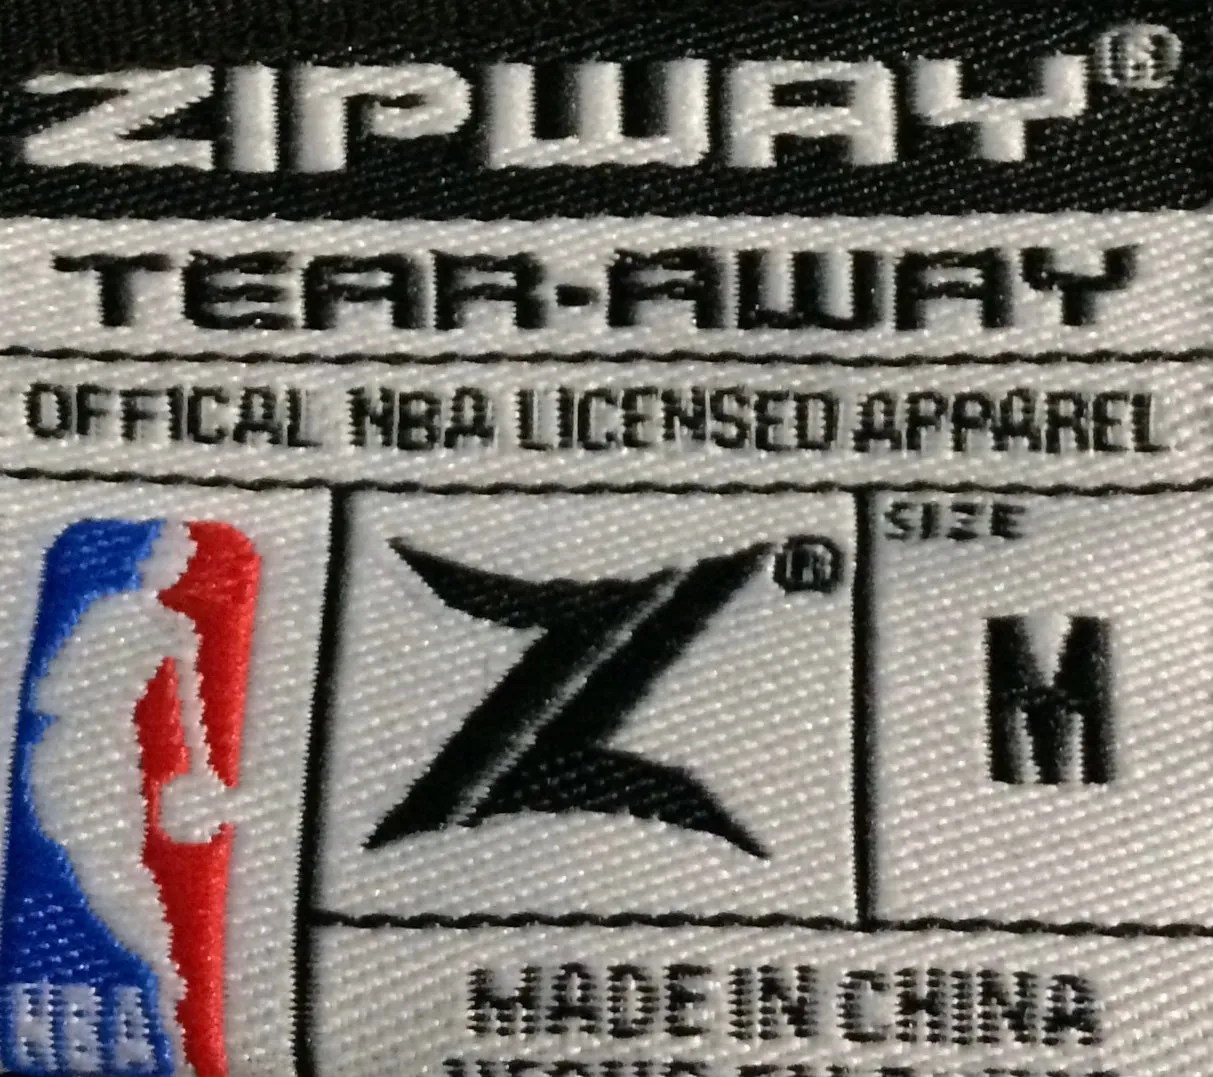 ZIPWAY®
TEAR-AWAY
OFFICAL NBA LICENSED APPAREL
®
SIZE
M
NBA
MADE IN CHINA